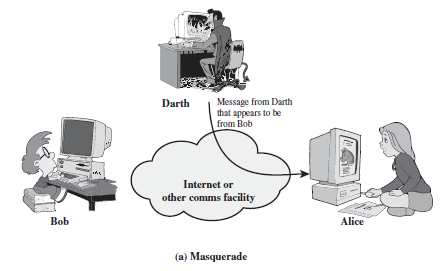 Darth
Message from Darth
that appears to be
from Bob
Internet or
other comms facility
Bob
Alice
(a) Masquerade